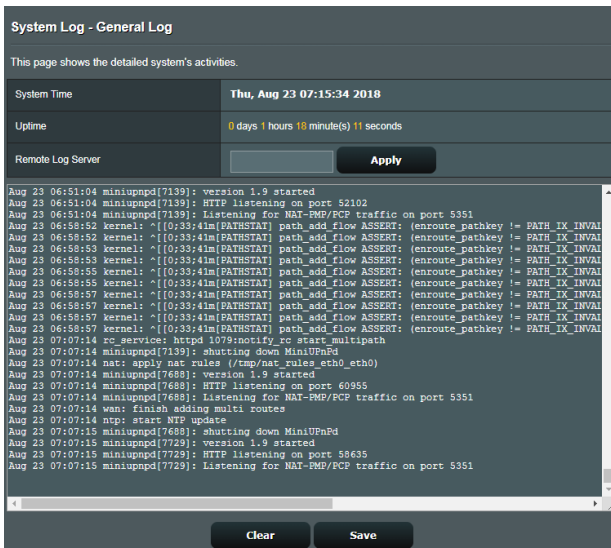 System Log - General Log
This page shows the detailed system's activities.
System Time Thu, Aug 23 07:15:34 2018
Uptime 0 days 1 hours 18 minute(s) 11 seconds
Remote Log Server Apply
Aug 23 06:51:04 miniupnpd[7139]: version 1.9 started
Aug 23 06:51:04 miniupnpd[7139]: HTTP listening on port 52102
Aug 23 06:51:04 miniupnpd[7139]: Listening for NAT-PMP/PCP traffic on port 5351
Aug 23 06:58:52 kernel: ^[[0;33;41m[PATHSTAT] path_add_flow ASSERT: (enroute_pathkey != PATH_IX_INVAL
Aug 23 06:58:52 kernel: ^[[0;33;41m[PATHSTAT] path_add_flow ASSERT: (enroute_pathkey != PATH_IX_INVAL
Aug 23 06:58:53 kernel: ^[[0;33;41m[PATHSTAT] path_add_flow ASSERT: (enroute_pathkey != PATH_IX_INVAL
Aug 23 06:58:55 kernel: ^[[0;33;41m[PATHSTAT] path_add_flow ASSERT: (enroute_pathkey != PATH_IX_INVAL
Aug 23 06:58:55 kernel: ^[[0;33;41m[PATHSTAT] path_add_flow ASSERT: (enroute_pathkey != PATH_IX_INVAL
Aug 23 06:58:57 kernel: ^[[0;33;41m[PATHSTAT] path_add_flow ASSERT: (enroute_pathkey != PATH_IX_INVAL
Aug 23 06:58:57 kernel: ^[[0;33;41m[PATHSTAT] path_add_flow ASSERT: (enroute_pathkey != PATH_IX_INVAL
Aug 23 06:58:57 kernel: ^[[0;33;41m[PATHSTAT] path_add_flow ASSERT: (enroute_pathkey != PATH_IX_INVAL
Aug 23 06:58:57 kernel: ^[[0;33;41m[PATHSTAT] path_add_flow ASSERT: (enroute_pathkey != PATH_IX_INVAL
Aug 23 07:07:14 rc_service: httpd 1079:notify_rc start_multipath
Aug 23 07:07:14 miniupnpd[7139]: shutting down MiniUPnPd
Aug 23 07:07:14 nat: apply nat rules (/tmp/nat_rules_eth0_eth0)
Aug 23 07:07:14 miniupnpd[7688]: version 1.9 started
Aug 23 07:07:14 miniupnpd[7688]: HTTP listening on port 60955
Aug 23 07:07:14 miniupnpd[7688]: Listening for NAT-PMP/PCP traffic on port 5351
Aug 23 07:07:14 wan: finish adding multi routes
Aug 23 07:07:14 ntp: start NTP update
Aug 23 07:07:15 miniupnpd[7688]: shutting down MiniUPnPd
Aug 23 07:07:15 miniupnpd[7729]: version 1.9 started
Aug 23 07:07:15 miniupnpd[7729]: HTTP listening on port 58635
Aug 23 07:07:15 miniupnpd[7729]: Listening for NAT-PMP/PCP traffic on port 5351
Clear Save